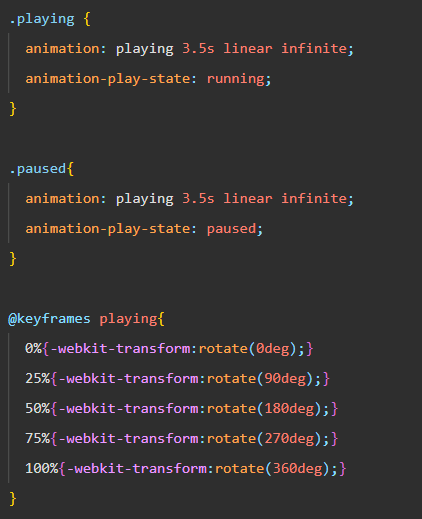 .playing {
animation: playing 3.5s linear infinite;
animation-play-state: running;
}
.paused{
animation: playing 3.5s linear infinite;
animation-play-state: paused;
}
@keyframes playing{
0%{-webkit-transform:rotate(0deg);}
25%{-webkit-transform:rotate(90deg);}
50%{-webkit-transform:rotate(180deg);}
75%{-webkit-transform:rotate(270deg);}
100%{-webkit-transform:rotate(360deg);}
}